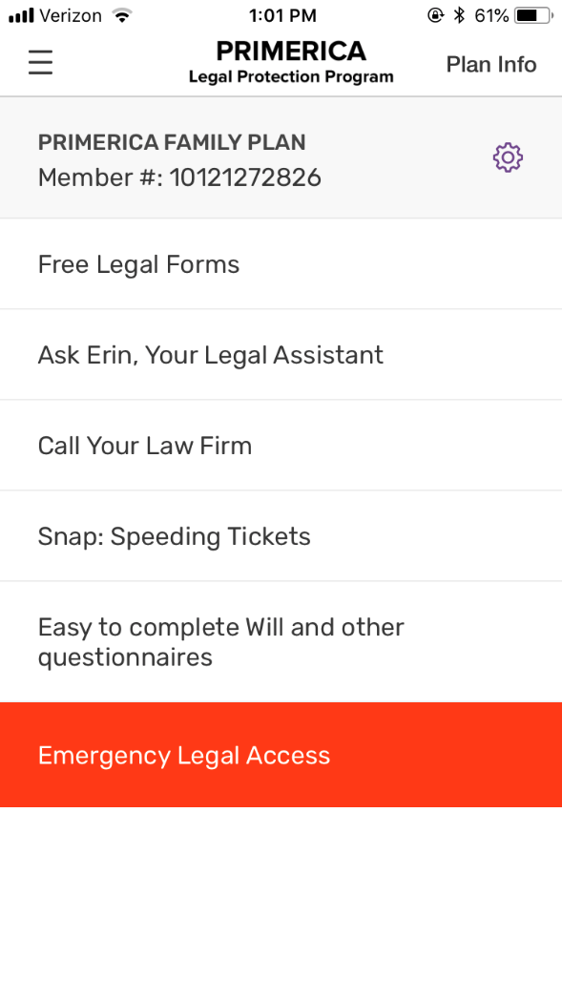 Verizon 1:01 PM 61%
PRIMERICA
Legal Protection Program
Plan Info
PRIMERICA FAMILY PLAN
Member #: 10121272826
Free Legal Forms
Ask Erin, Your Legal Assistant
Call Your Law Firm
Snap: Speeding Tickets
Easy to complete Will and other
questionnaires
Emergency Legal Access